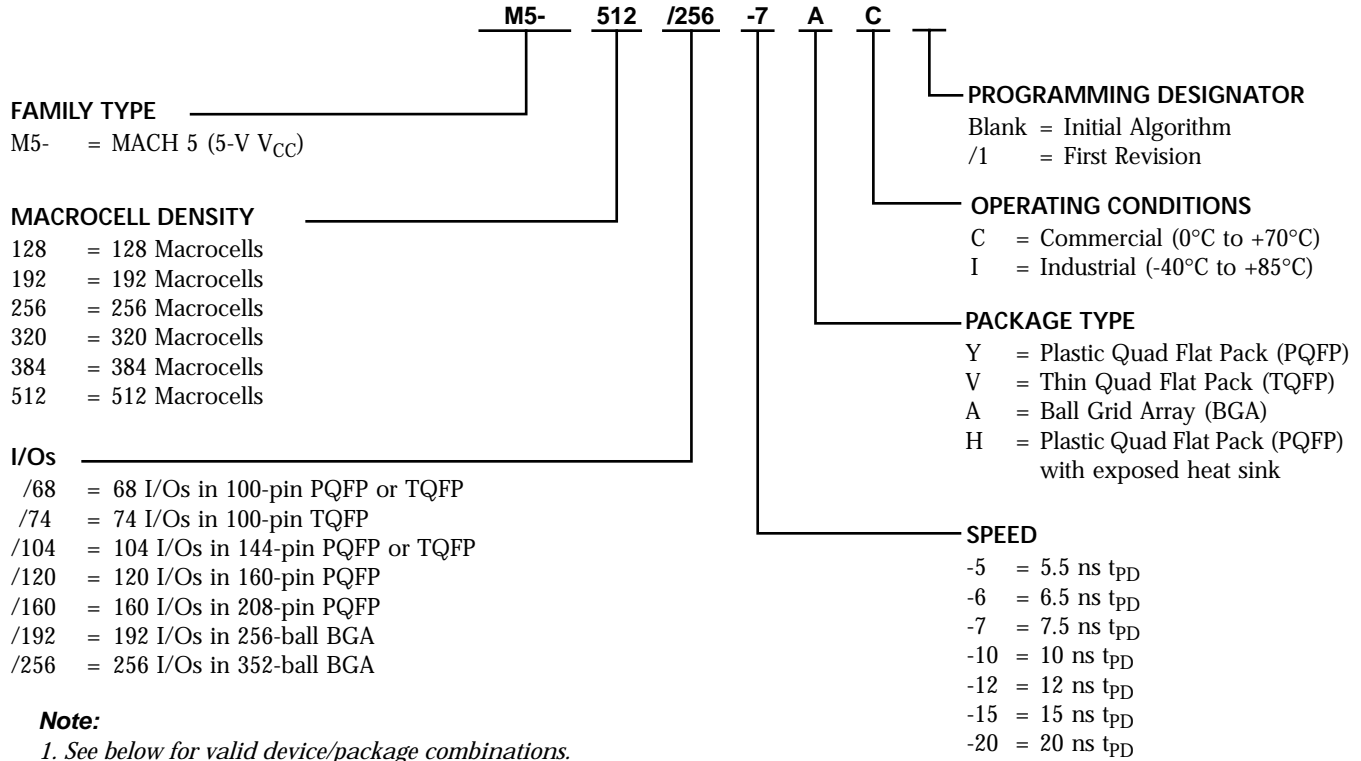 M5- 512 /256 -7 A C
FAMILY TYPE
M5- = MACH 5 (5-V VCC)
MACROCELL DENSITY
128 = 128 Macrocells
192 = 192 Macrocells
256 = 256 Macrocells
320 = 320 Macrocells
384 = 384 Macrocells
512 = 512 Macrocells
I/Os
/68 = 68 I/Os in 100-pin PQFP or TQFP
/74 = 74 I/Os in 100-pin TQFP
/104 = 104 I/Os in 144-pin PQFP or TQFP
/120 = 120 I/Os in 160-pin PQFP
/160 = 160 I/Os in 208-pin PQFP
/192 = 192 I/Os in 256-ball BGA
/256 = 256 I/Os in 352-ball BGA
Note:
1. See below for valid device/package combinations.
PROGRAMMING DESIGNATOR
Blank = Initial Algorithm
/1 = First Revision
OPERATING CONDITIONS
C = Commercial (0°C to +70°C)
I = Industrial (-40°C to +85°C)
PACKAGE TYPE
Y = Plastic Quad Flat Pack (PQFP)
V = Thin Quad Flat Pack (TQFP)
A = Ball Grid Array (BGA)
H = Plastic Quad Flat Pack (PQFP)
with exposed heat sink
SPEED
-5 = 5.5 ns tPD
-6 = 6.5 ns tPD
-7 = 7.5 ns tPD
-10 = 10 ns tPD
-12 = 12 ns tPD
-15 = 15 ns tPD
-20 = 20 ns tPD